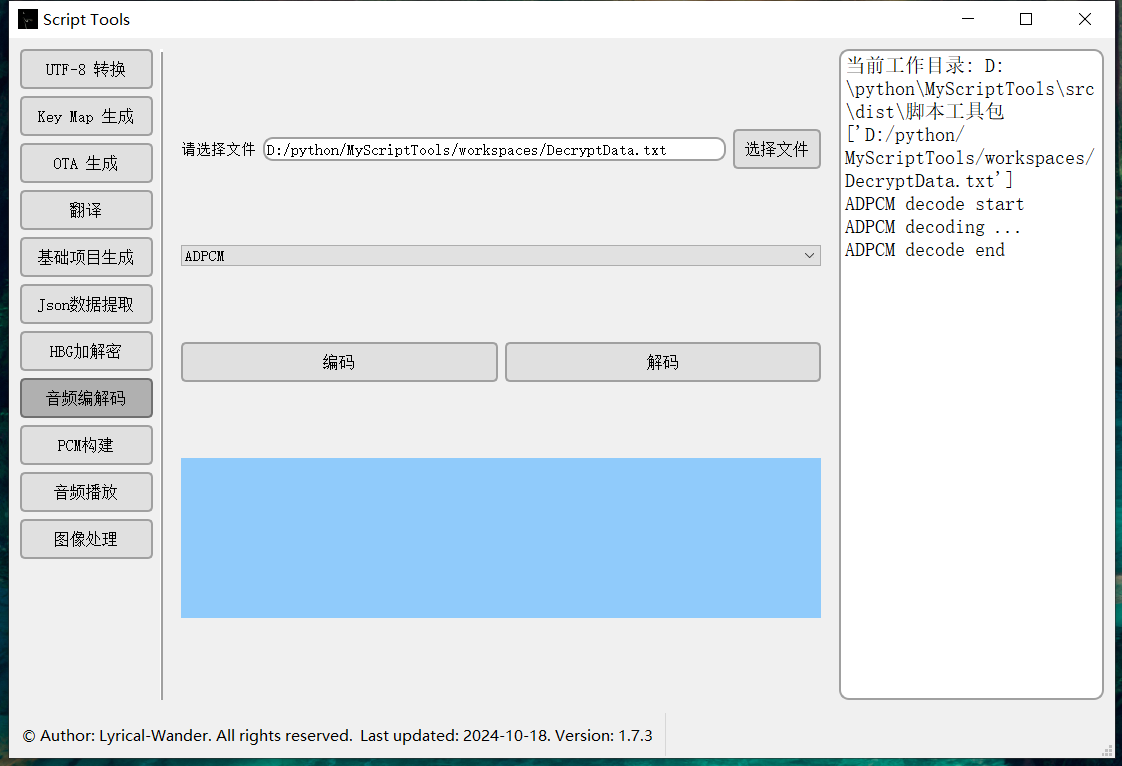 Script Tools
UTF-8 转换
Key Map 生成
OTA 生成
翻译
基础项目生成
Json数据提取
HBG加解密
音频编解码
PCM构建
音频播放
图像处理
请选择文件
D:/python/MyScriptTools/workspaces/DecryptData.txt
选择文件
ADPCM
编码
解码
当前工作目录: D:
\python\MyScriptTools\src
\dist\脚本工具包
['D:/python/
MyScriptTools/workspaces/
DecryptData.txt']
ADPCM decode start
ADPCM decoding ...
ADPCM decode end
© Author: Lyrical-Wander. All rights reserved. Last updated: 2024-10-18. Version: 1.7.3